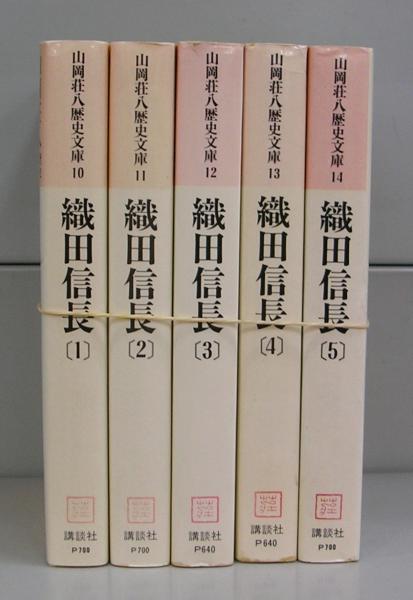 山岡荘八歴史文庫 10
織田信長
〔1〕
講談社
P700
山岡荘八歴史文庫 11
織田信長
〔2〕
講談社
P700
山岡荘八歴史文庫 12
織田信長
〔3〕
講談社
P640
山岡荘八歴史文庫 13
織田信長
〔4〕
講談社
P640
山岡荘八歴史文庫 14
織田信長
〔5〕
講談社
P700